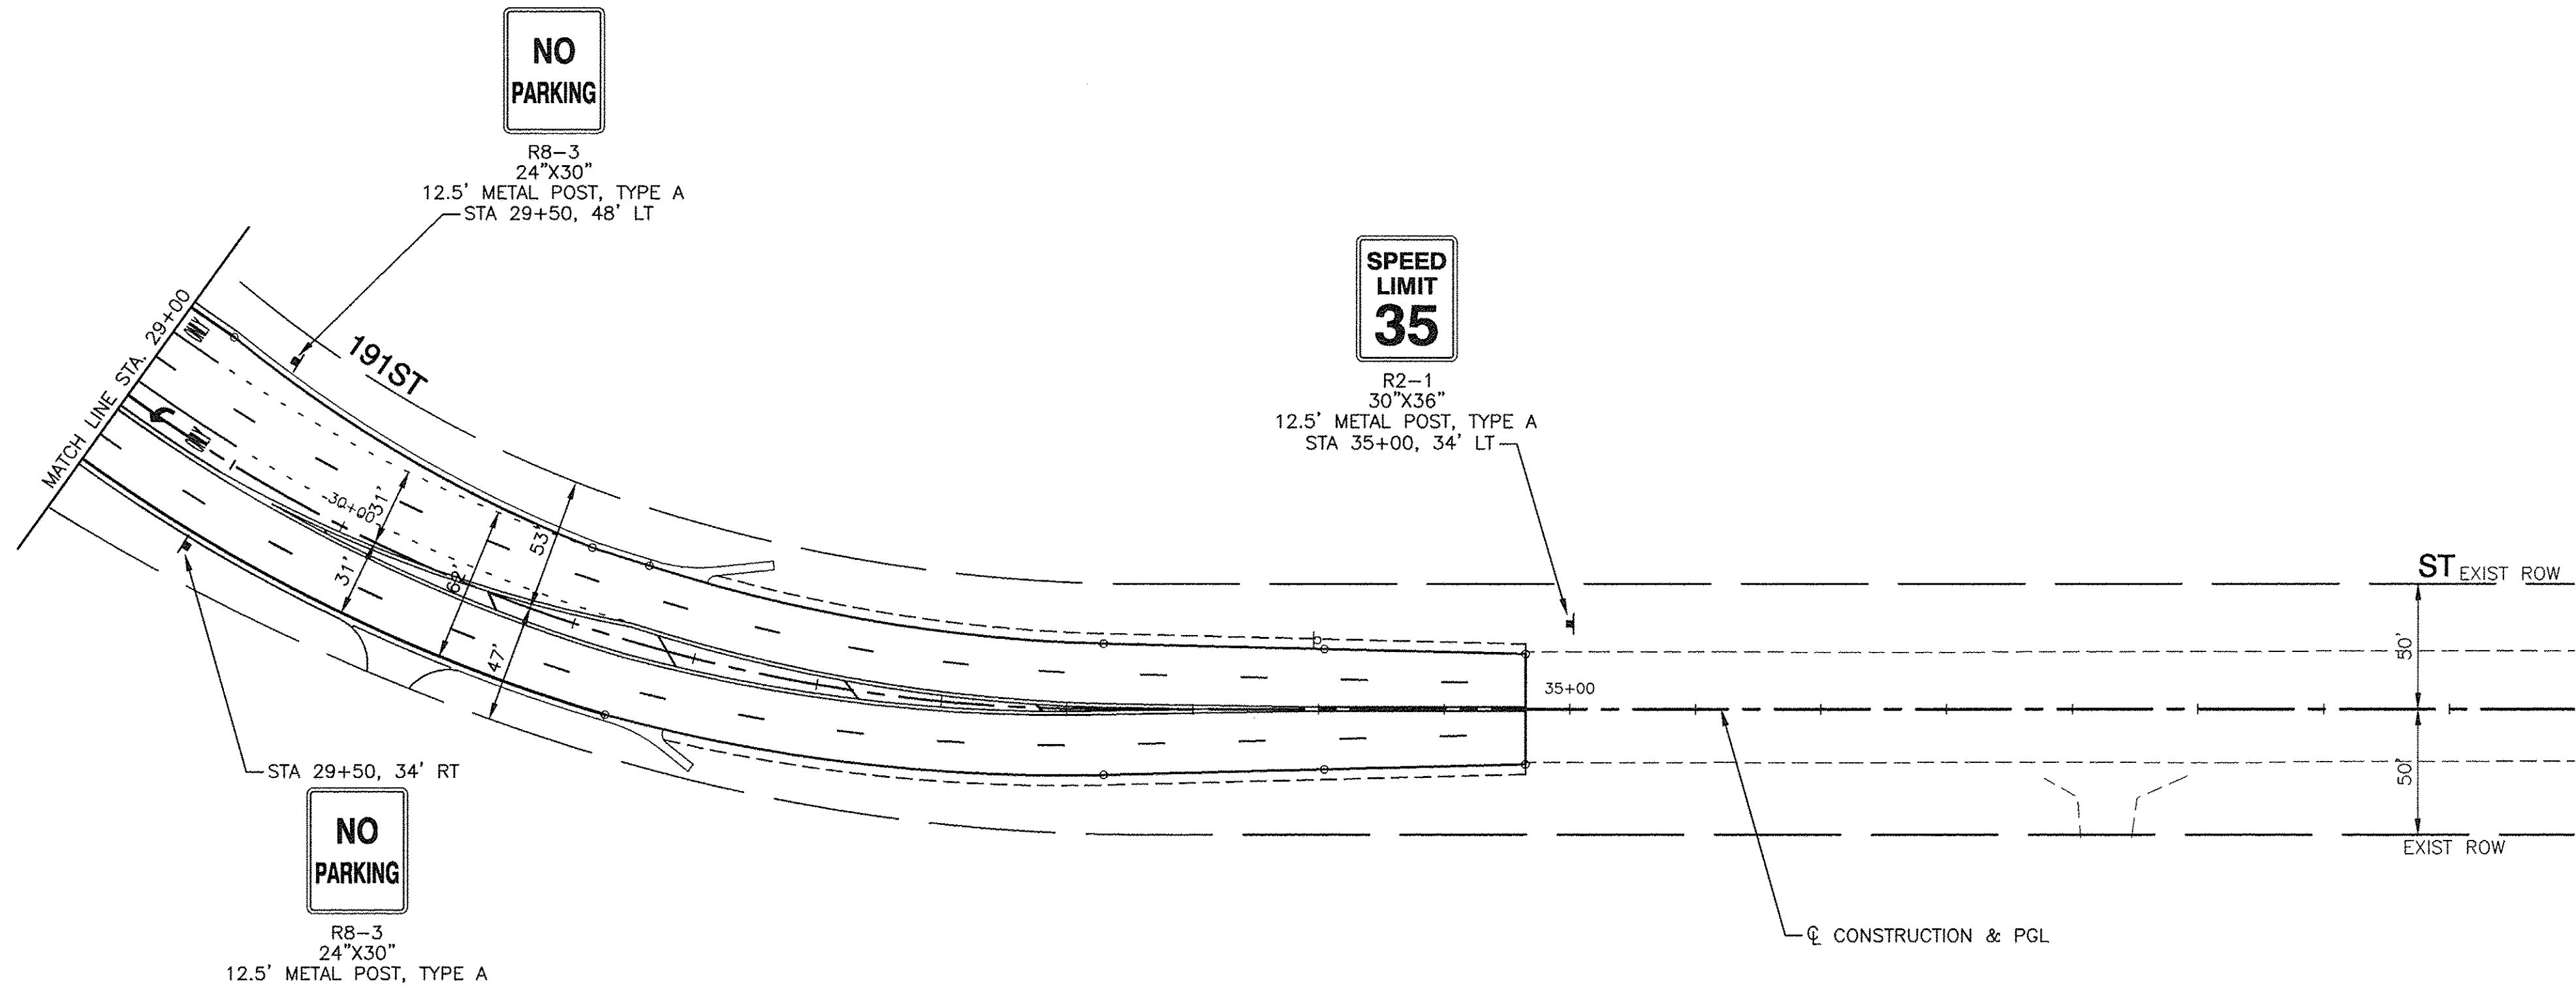 NO
PARKING
R8-3
24"X30"
12.5' METAL POST, TYPE A
STA 29+50, 48' LT
SPEED
LIMIT
35
R2-1
30"X36"
12.5' METAL POST, TYPE A
STA 35+00, 34' LT
MATCH LINE STA. 29+00
ONLY
ONLY
191ST
30+00
31'
31'
62'
53'
47'
35+00
ST
EXIST ROW
50'
50'
EXIST ROW
STA 29+50, 34' RT
NO
PARKING
R8-3
24"X30"
12.5' METAL POST, TYPE A
℄ CONSTRUCTION & PGL